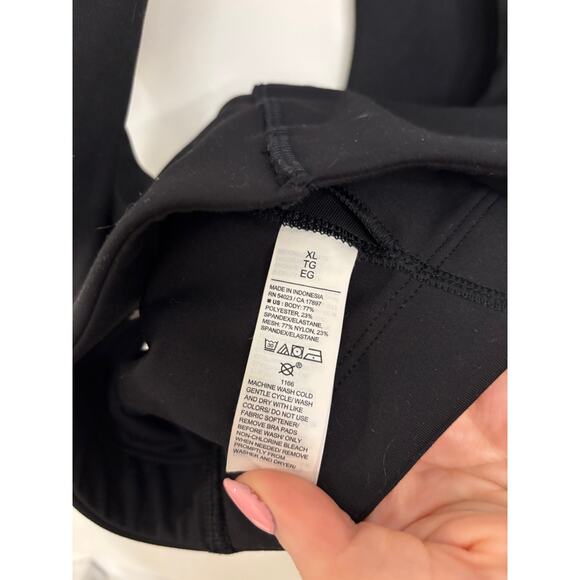 XL
TG
EG
MADE IN INDONESIA
RN 54023 / CA 17897
■ US : BODY: 77%
POLYESTER, 23%
SPANDEX/ELASTANE,
MESH: 77% NYLON, 23%
SPANDEX/ELASTANE
30
®
1166
MACHINE WASH COLD
GENTLE CYCLE/ WASH
AND DRY WITH LIKE
COLORS/ DO NOT USE
FABRIC SOFTENER/
REMOVE BRA PADS
BEFORE WASH/ ONLY
NON-CHLORINE BLEACH
WHEN NEEDED/ REMOVE
PROMPTLY FROM
WASHER AND DRYER/